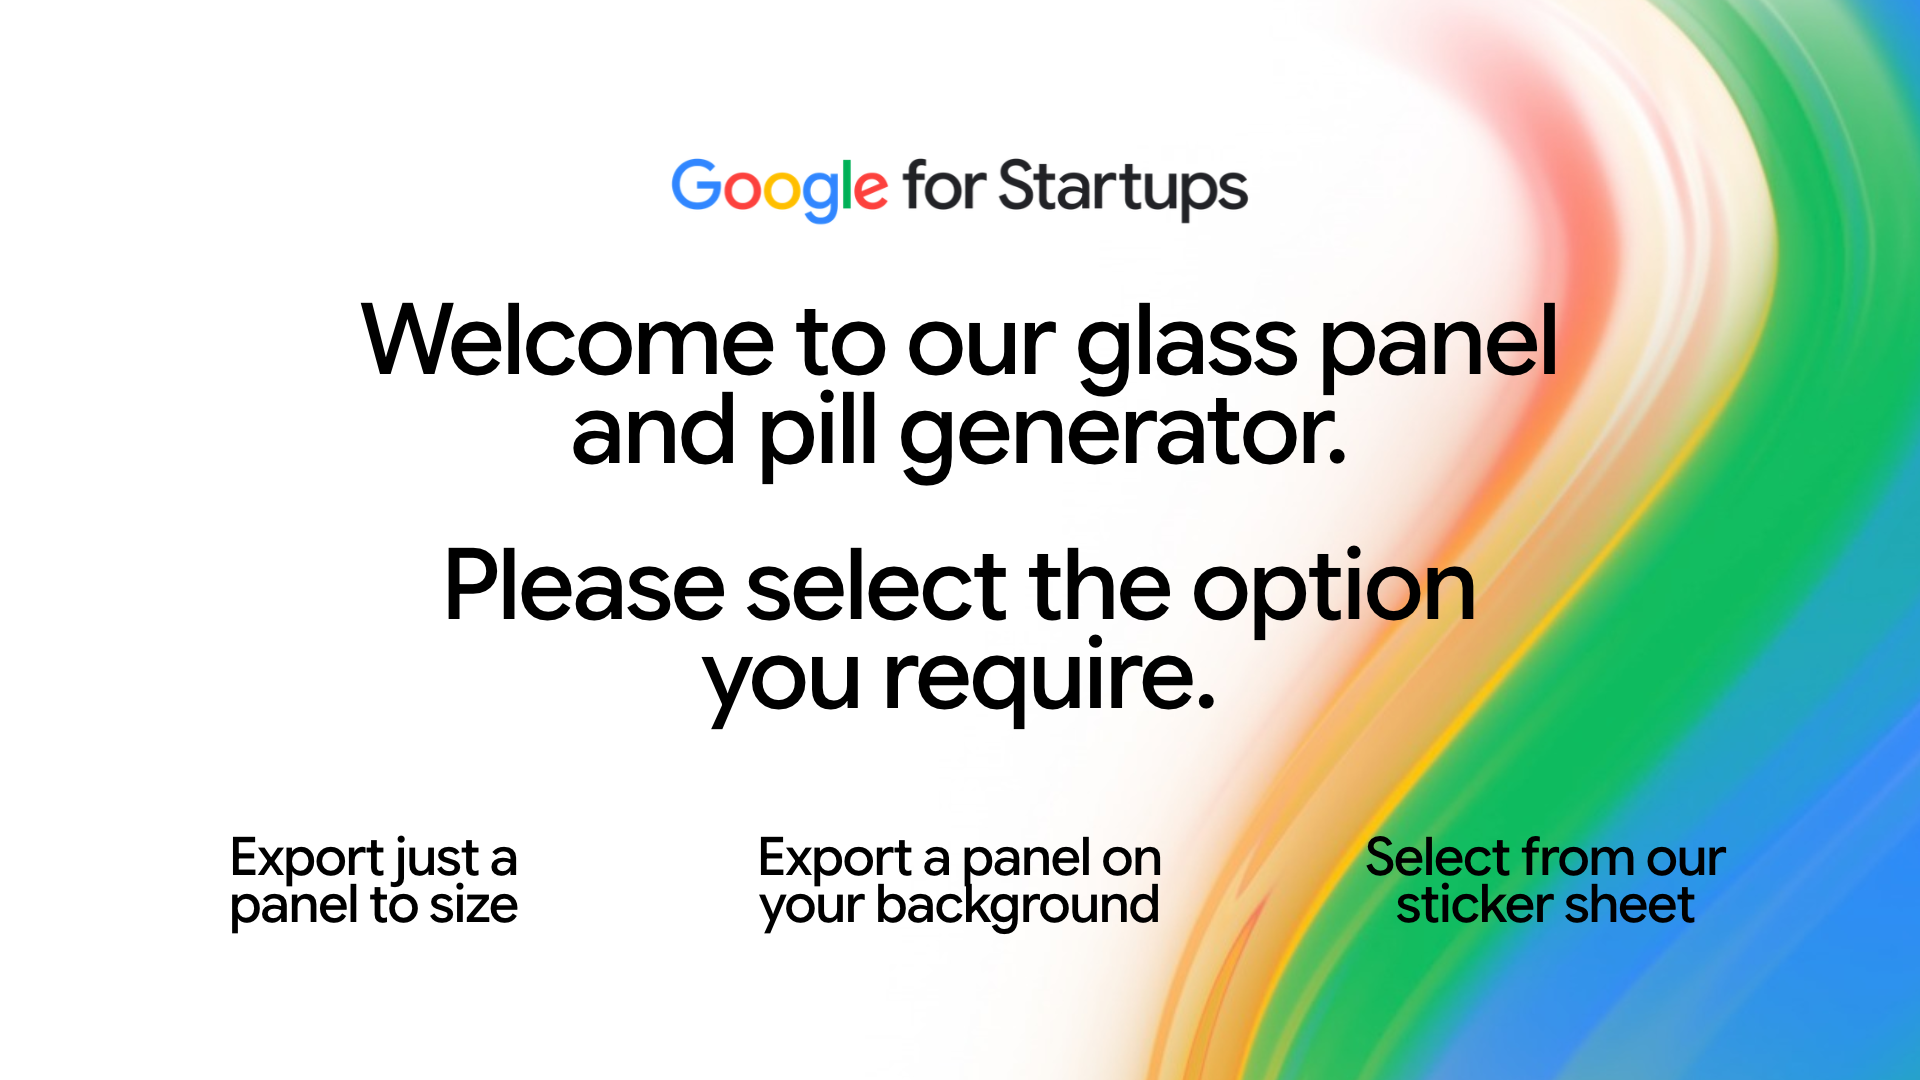 Google for Startups
Welcome to our glass panel
and pill generator.
Please select the option
you require.
Export just a
panel to size
Export a panel on
your background
Select from our
sticker sheet